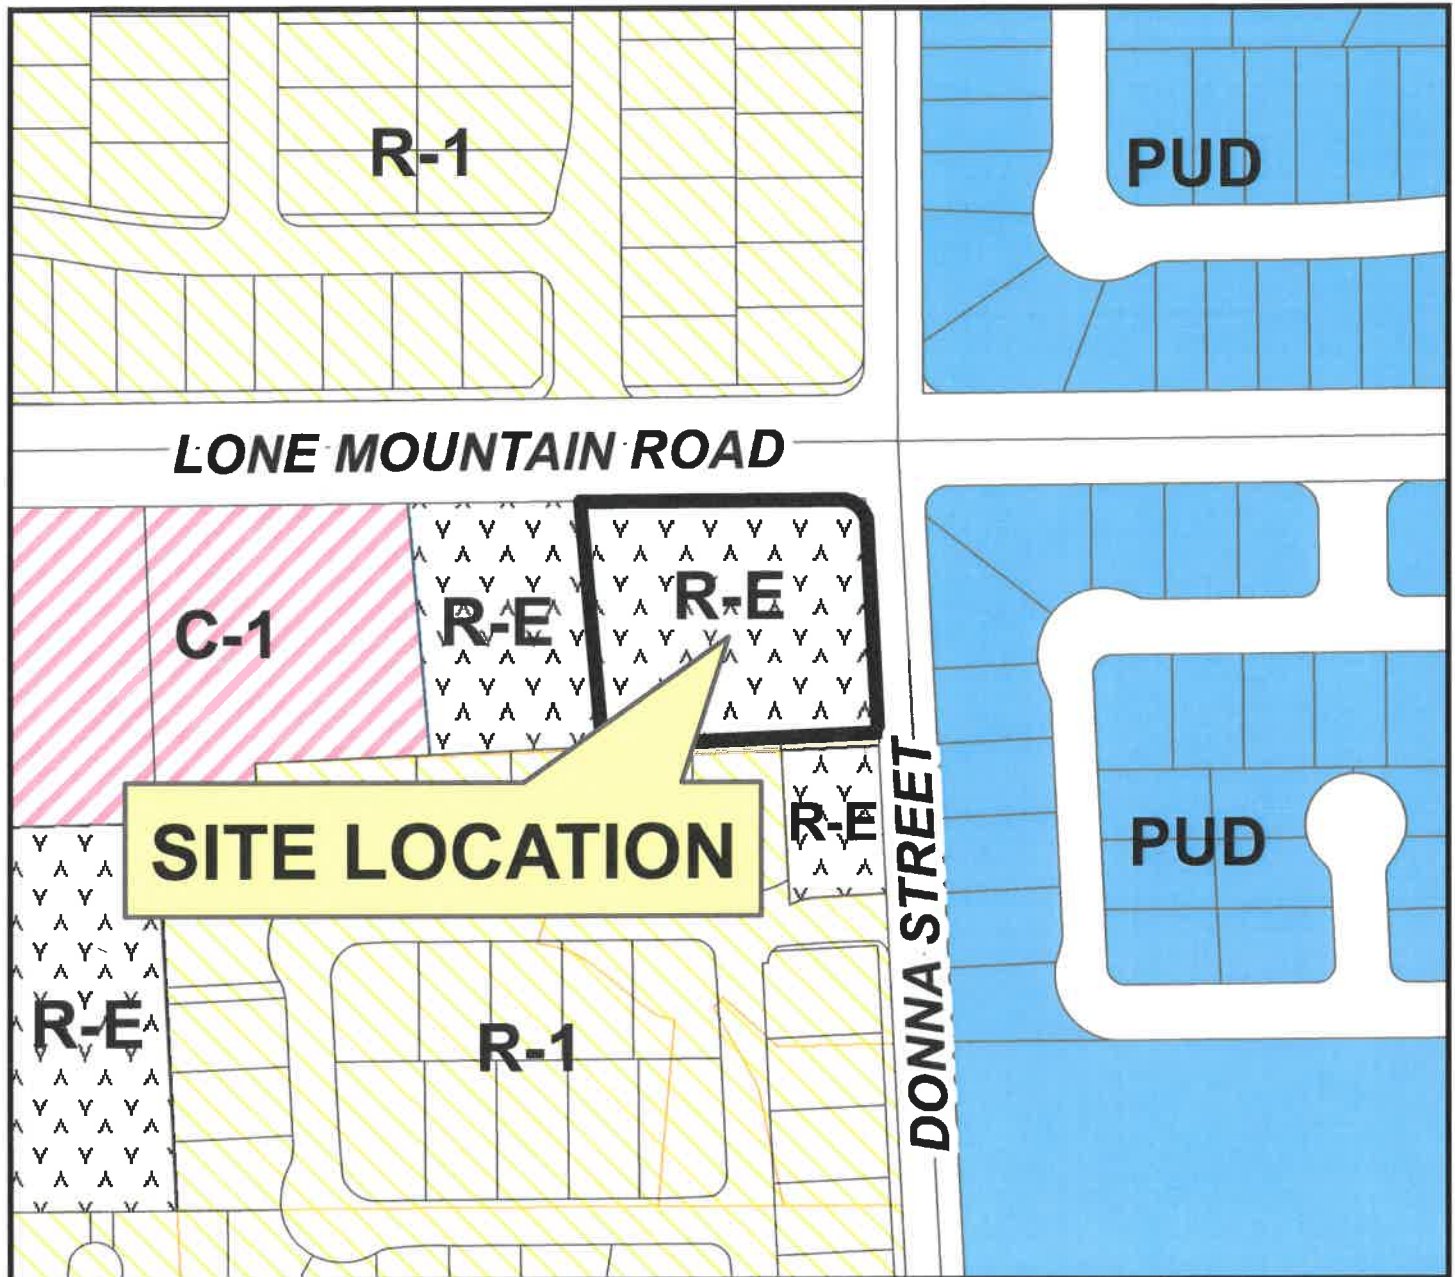 R-1
PUD
LONE MOUNTAIN ROAD
C-1
R-E
R-E
SITE LOCATION
R-E
DONNA STREET
PUD
R-E
R-1